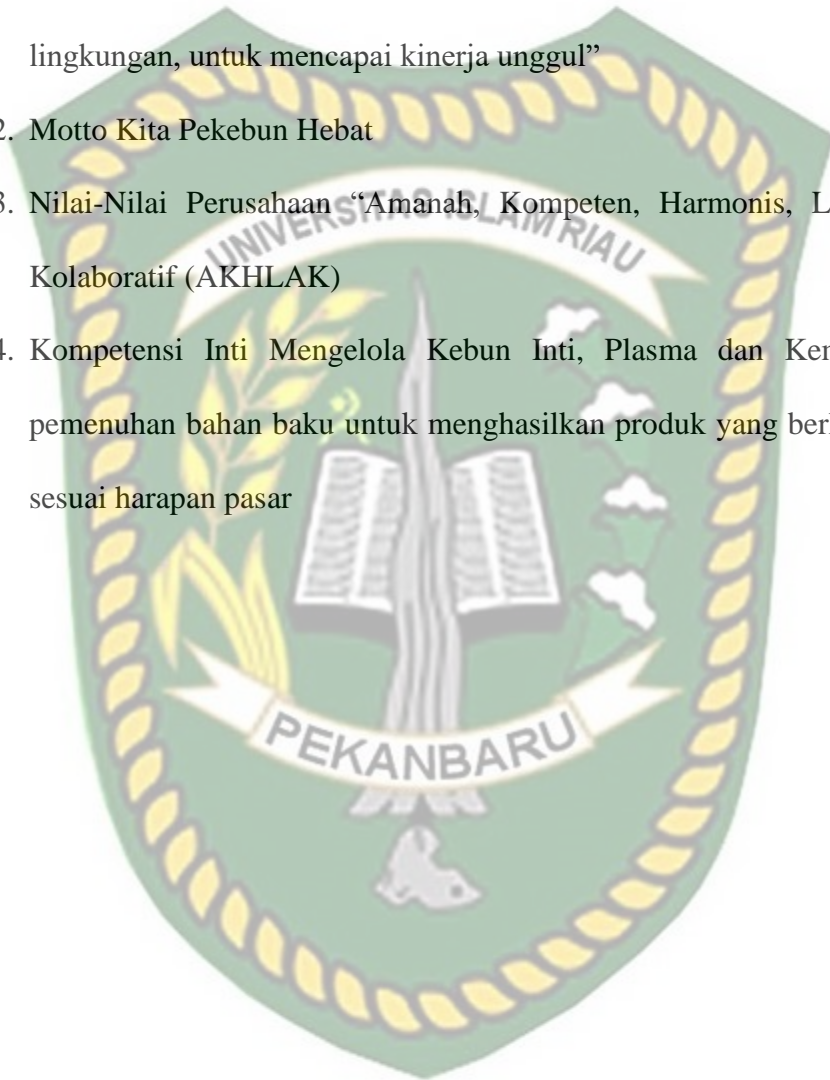 lingkungan, untuk mencapai kinerja unggul”
2. Motto Kita Pekebun Hebat
3. Nilai-Nilai Perusahaan “Amanah, Kompeten, Harmonis,
Kolaboratif (AKHLAK)
4. Kompetensi Inti Mengelola Kebun Inti, Plasma dan
pemenuhan bahan baku untuk menghasilkan produk yang
sesuai harapan pasar
UNIVERSITAS ISLAM RIAU
PEKANBARU